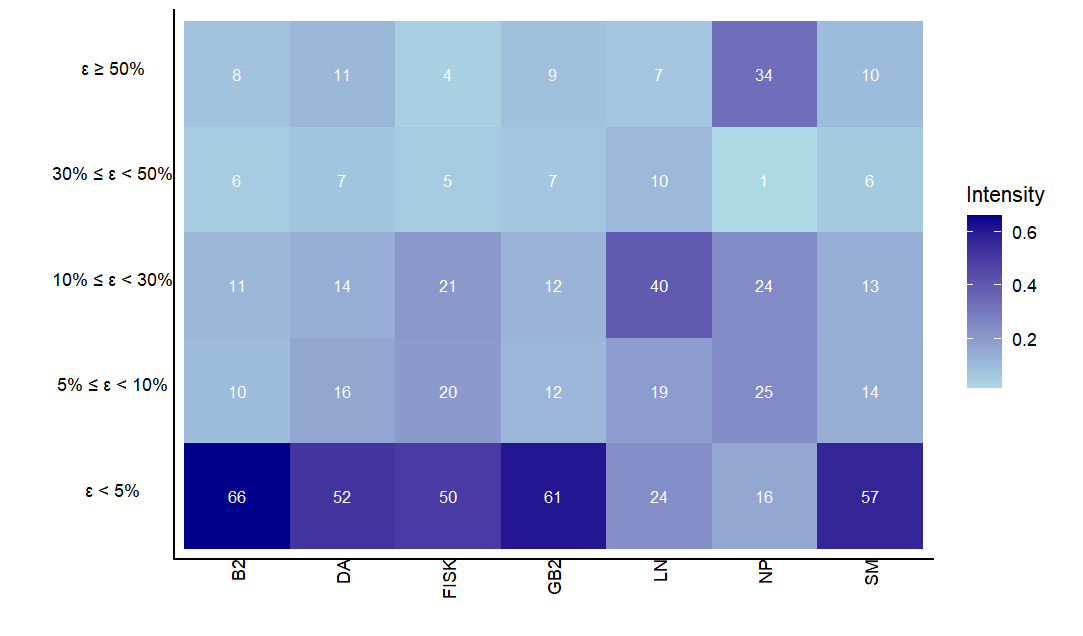 ε ≥ 50% 8 11 4 9 7 34 10
30% ≤ ε < 50% 6 7 5 7 10 1 6
10% ≤ ε < 30% 11 14 21 12 40 24 13
5% ≤ ε < 10% 10 16 20 12 19 25 14
ε < 5% 66 52 50 61 24 16 57
B2 DA FISK GB2 LN NP SM
Intensity
0.6
0.4
0.2